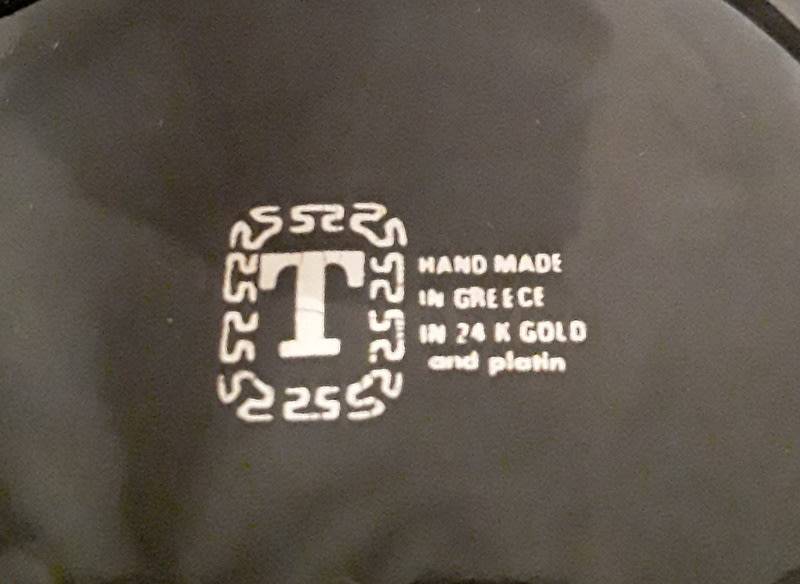 T
HAND MADE
IN GREECE
IN 24 K GOLD
and platin